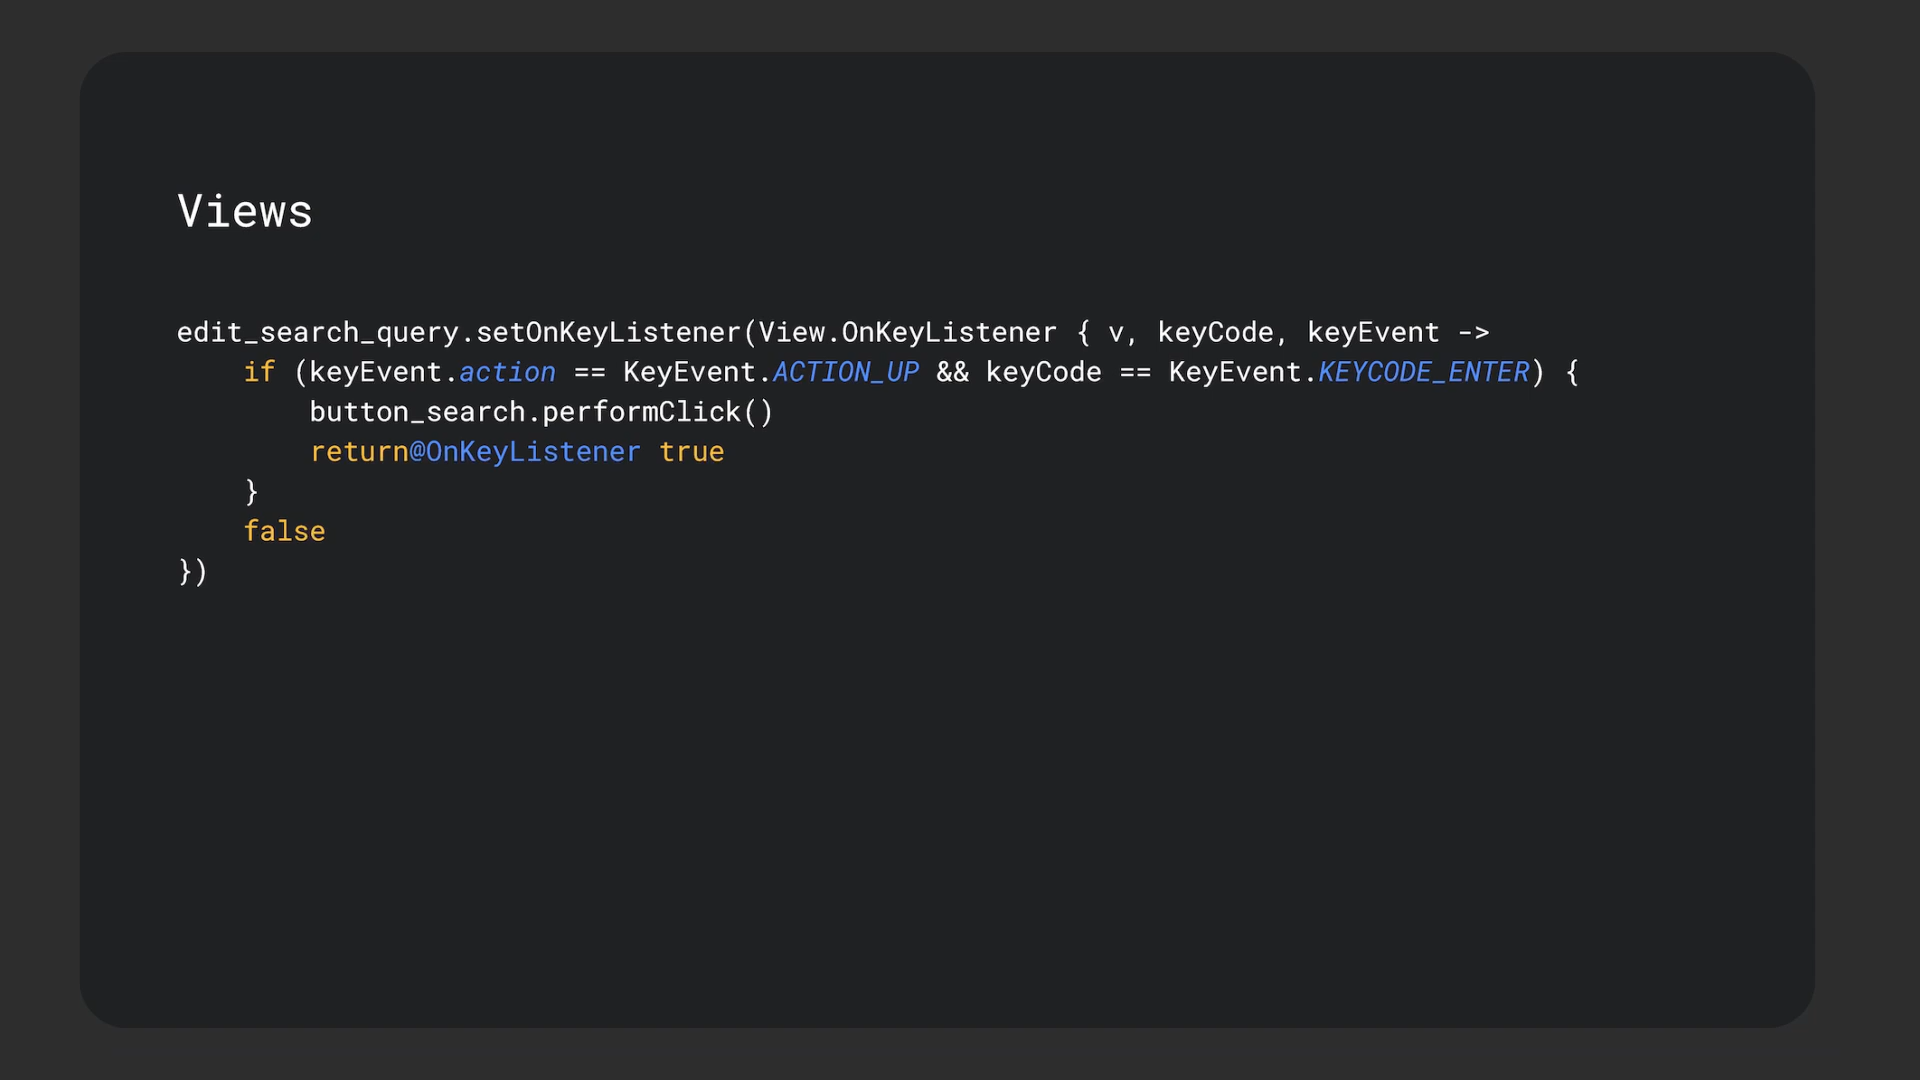 Views
edit_search_query.setOnKeyListener(View.OnKeyListener { v, keyCode, keyEvent ->
    if (keyEvent.action == KeyEvent.ACTION_UP && keyCode == KeyEvent.KEYCODE_ENTER) {
        button_search.performClick()
        return@OnKeyListener true
    }
    false
})